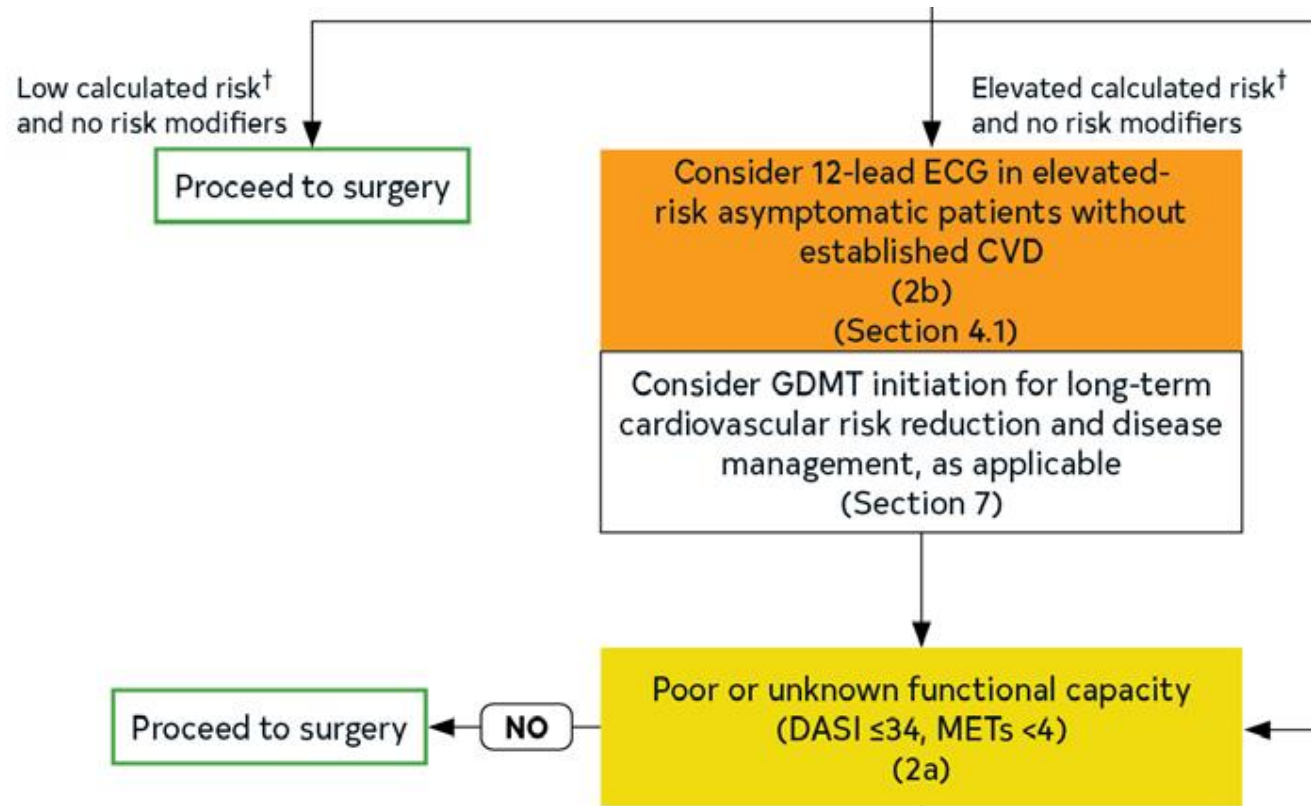 Low calculated risk†
and no risk modifiers
Proceed to surgery
Elevated calculated risk†
and no risk modifiers
Consider 12-lead ECG in elevated-
risk asymptomatic patients without
established CVD
(2b)
(Section 4.1)
Consider GDMT initiation for long-term
cardiovascular risk reduction and disease
management, as applicable
(Section 7)
Proceed to surgery
NO
Poor or unknown functional capacity
(DASI ≤34, METs <4)
(2a)